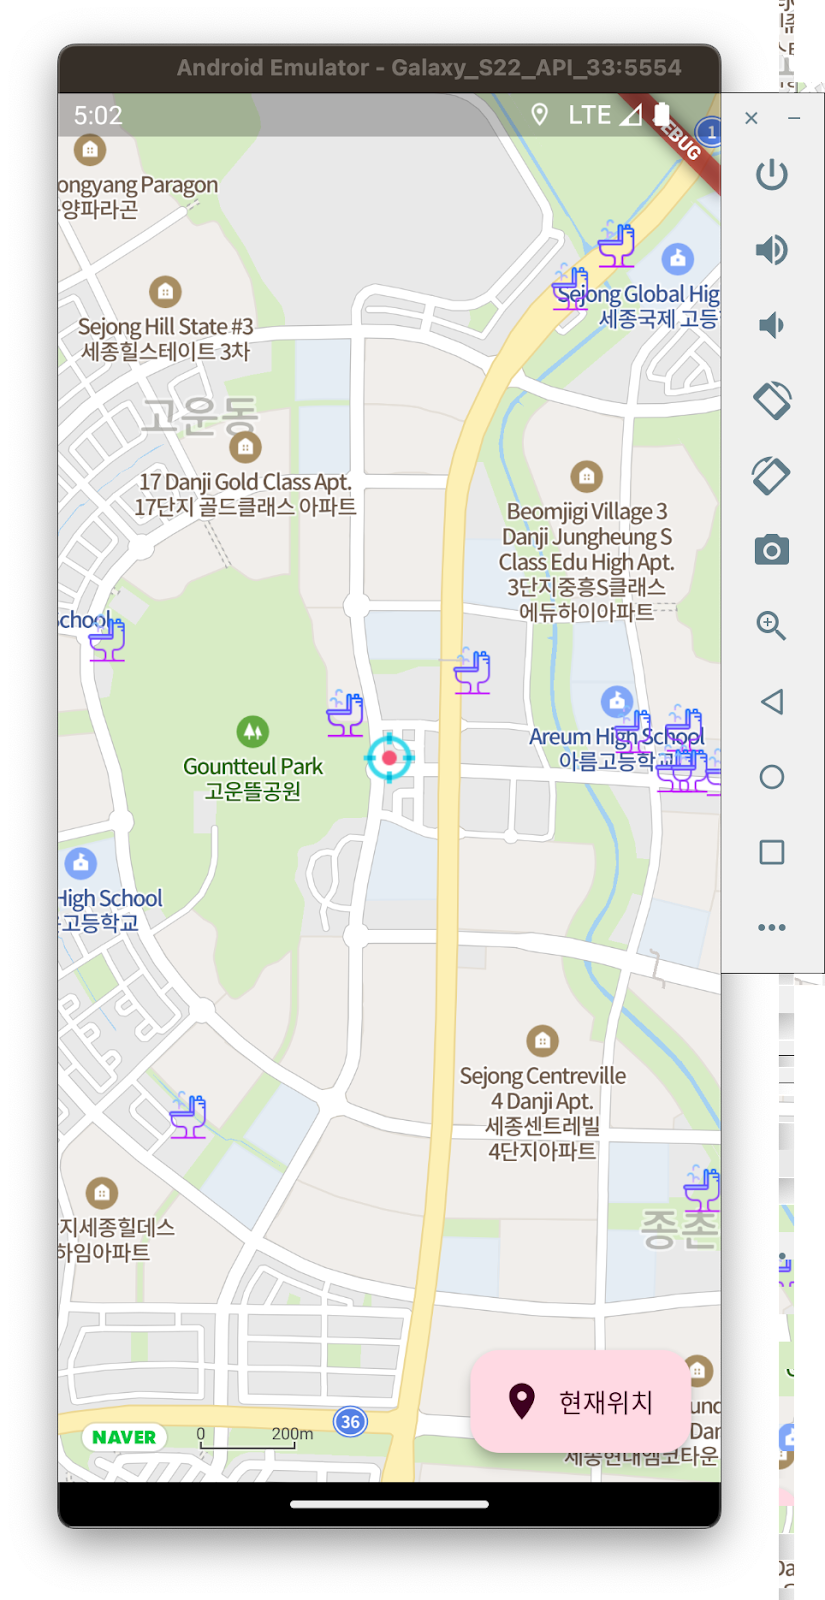 Android Emulator - Galaxy_S22_API_33:5554
5:02
LTE
DEBUG
1
ongyang Paragon
양파라곤
Sejong Global Hig
세종국제 고등
Sejong Hill State #3
세종힐스테이트 3차
고운동
17 Danji Gold Class Apt.
17단지 골드클래스 아파트
Beomjigi Village 3
Danji Jungheung S
Class Edu High Apt.
3단지중흥S클래스
에듀하이아파트
School
Areum High School
아름고등학교
Gountteul Park
고운뜰공원
High School
고등학교
Sejong Centreville
4 Danji Apt.
세종센트레빌
4단지아파트
지세종힐데스
하임아파트
종촌
현재위치
und
Dar
세종현대엠코타운
36
NAVER
0 200m